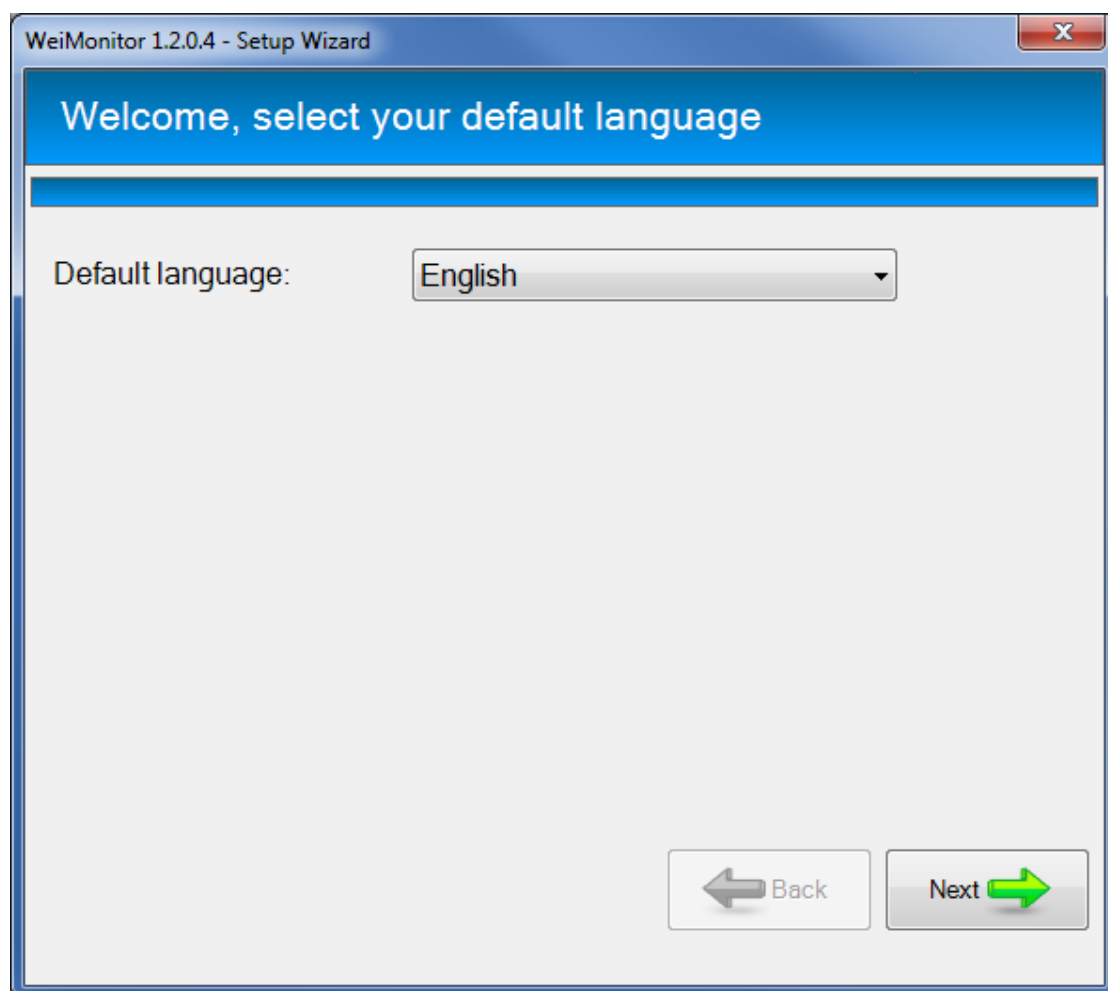 WeiMonitor 1.2.0.4 - Setup Wizard
Welcome, select your default language
Default language: English
Back Next